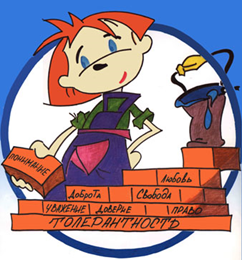 ПОНИМАНИЕ
Любовь
Доброта Свобода
УВАЖЕНИЕ ДОВЕРИЕ ПРАВО
ТОЛЕРАНТНОСТЬ